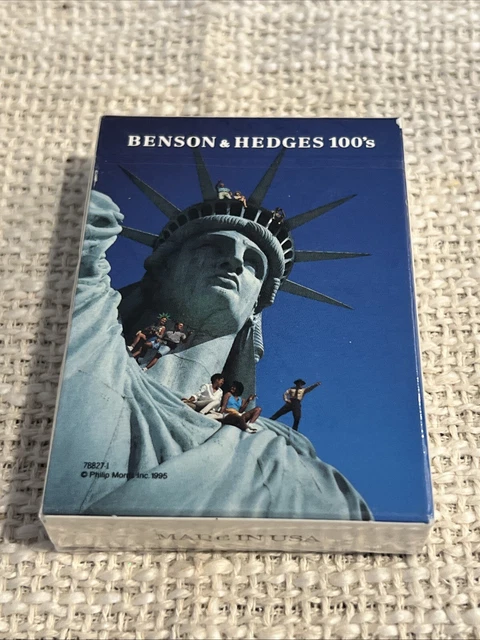 BENSON & HEDGES 100's
78827-1
© Philip Morris Inc. 1995
MADE IN USA